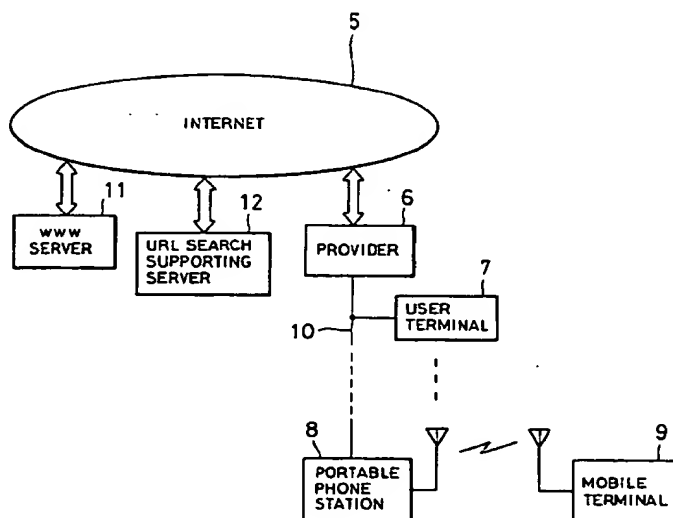 5
INTERNET
11
WWW
SERVER
12
URL SEARCH
SUPPORTING
SERVER
6
PROVIDER
7
USER
TERMINAL
10
8
PORTABLE
PHONE
STATION
9
MOBILE
TERMINAL